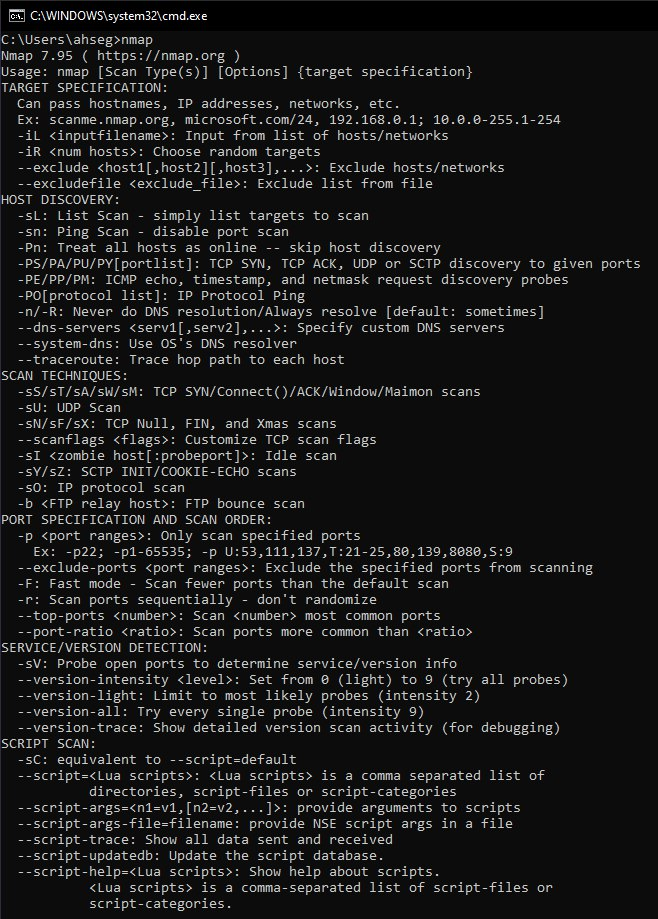 C:\WINDOWS\system32\cmd.exe
C:\Users\ahseg>nmap
Nmap 7.95 ( https://nmap.org )
Usage: nmap [Scan Type(s)] [Options] {target specification}
TARGET SPECIFICATION:
  Can pass hostnames, IP addresses, networks, etc.
  Ex: scanme.nmap.org, microsoft.com/24, 192.168.0.1; 10.0.0-255.1-254
  -iL <inputfilename>: Input from list of hosts/networks
  -iR <num hosts>: Choose random targets
  --exclude <host1[,host2][,host3],...>: Exclude hosts/networks
  --excludefile <exclude_file>: Exclude list from file
HOST DISCOVERY:
  -sL: List Scan - simply list targets to scan
  -sn: Ping Scan - disable port scan
  -Pn: Treat all hosts as online -- skip host discovery
  -PS/PA/PU/PY[portlist]: TCP SYN, TCP ACK, UDP or SCTP discovery to given ports
  -PE/PP/PM: ICMP echo, timestamp, and netmask request discovery probes
  -PO[protocol list]: IP Protocol Ping
  -n/-R: Never do DNS resolution/Always resolve [default: sometimes]
  --dns-servers <serv1[,serv2],...>: Specify custom DNS servers
  --system-dns: Use OS's DNS resolver
  --traceroute: Trace hop path to each host
SCAN TECHNIQUES:
  -sS/sT/sA/sW/sM: TCP SYN/Connect()/ACK/Window/Maimon scans
  -sU: UDP Scan
  -sN/sF/sX: TCP Null, FIN, and Xmas scans
  --scanflags <flags>: Customize TCP scan flags
  -sI <zombie host[:probeport]>: Idle scan
  -sY/sZ: SCTP INIT/COOKIE-ECHO scans
  -sO: IP protocol scan
  -b <FTP relay host>: FTP bounce scan
PORT SPECIFICATION AND SCAN ORDER:
  -p <port ranges>: Only scan specified ports
    Ex: -p22; -p1-65535; -p U:53,111,137,T:21-25,80,139,8080,S:9
  --exclude-ports <port ranges>: Exclude the specified ports from scanning
  -F: Fast mode - Scan fewer ports than the default scan
  -r: Scan ports sequentially - don't randomize
  --top-ports <number>: Scan <number> most common ports
  --port-ratio <ratio>: Scan ports more common than <ratio>
SERVICE/VERSION DETECTION:
  -sV: Probe open ports to determine service/version info
  --version-intensity <level>: Set from 0 (light) to 9 (try all probes)
  --version-light: Limit to most likely probes (intensity 2)
  --version-all: Try every single probe (intensity 9)
  --version-trace: Show detailed version scan activity (for debugging)
SCRIPT SCAN:
  -sC: equivalent to --script=default
  --script=<Lua scripts>: <Lua scripts> is a comma separated list of
           directories, script-files or script-categories
  --script-args=<n1=v1,[n2=v2,...]>: provide arguments to scripts
  --script-args-file=filename: provide NSE script args in a file
  --script-trace: Show all data sent and received
  --script-updatedb: Update the script database.
  --script-help=<Lua scripts>: Show help about scripts.
           <Lua scripts> is a comma-separated list of script-files or
           script-categories.